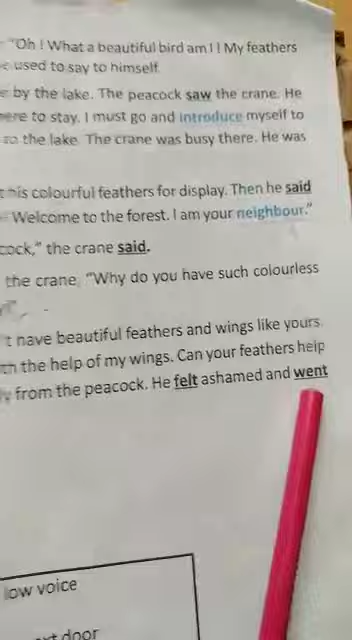 "Oh ! What a beautiful bird am I ! My feathers
used to say to himself.
by the lake. The peacock saw the crane. He
to stay. I must go and introduce myself to
the lake. The crane was busy there. He was
his colourful feathers for display. Then he said
Welcome to the forest. I am your neighbour."
the crane said.
the crane, "Why do you have such colourless
have beautiful feathers and wings like yours.
the help of my wings. Can your feathers help
from the peacock. He felt ashamed and went
low voice
door